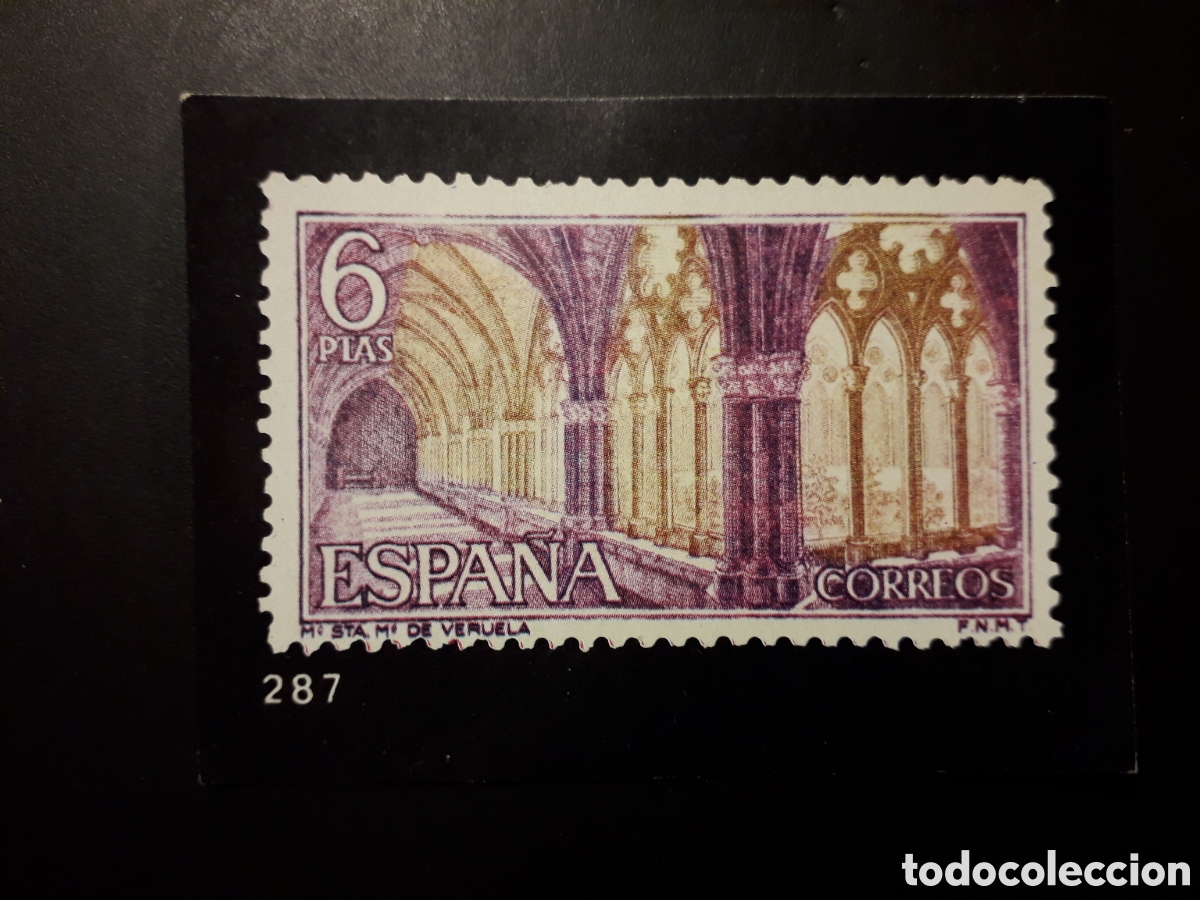 6
PTAS
ESPAÑA
CORREOS
Mº STA. Mª DE VERUELA
F.N.M.T
287
todocoleccion